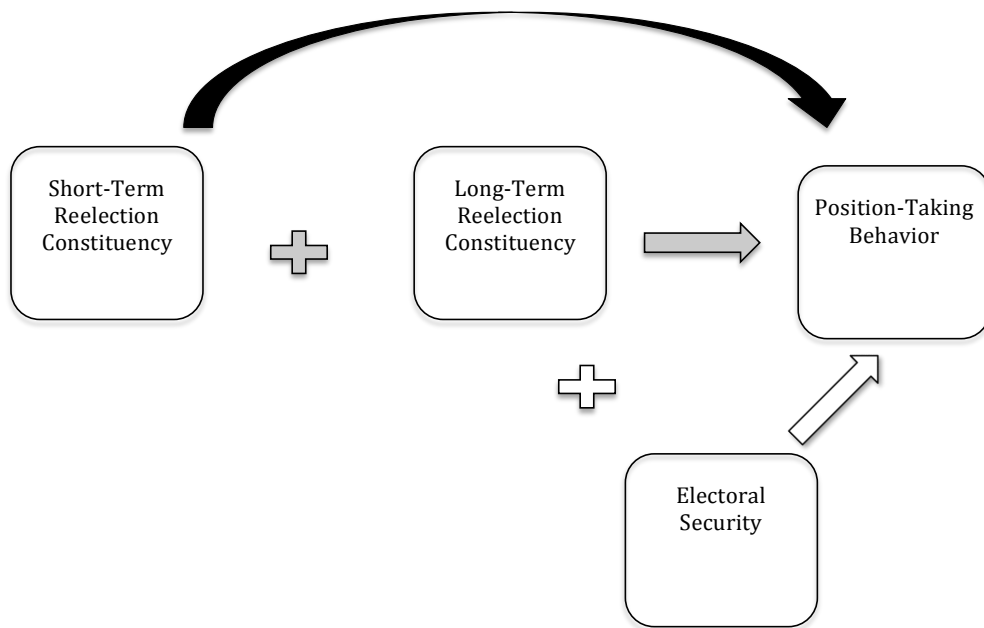 Short-Term
Reelection
Constituency
Long-Term
Reelection
Constituency
Position-Taking
Behavior
Electoral
Security